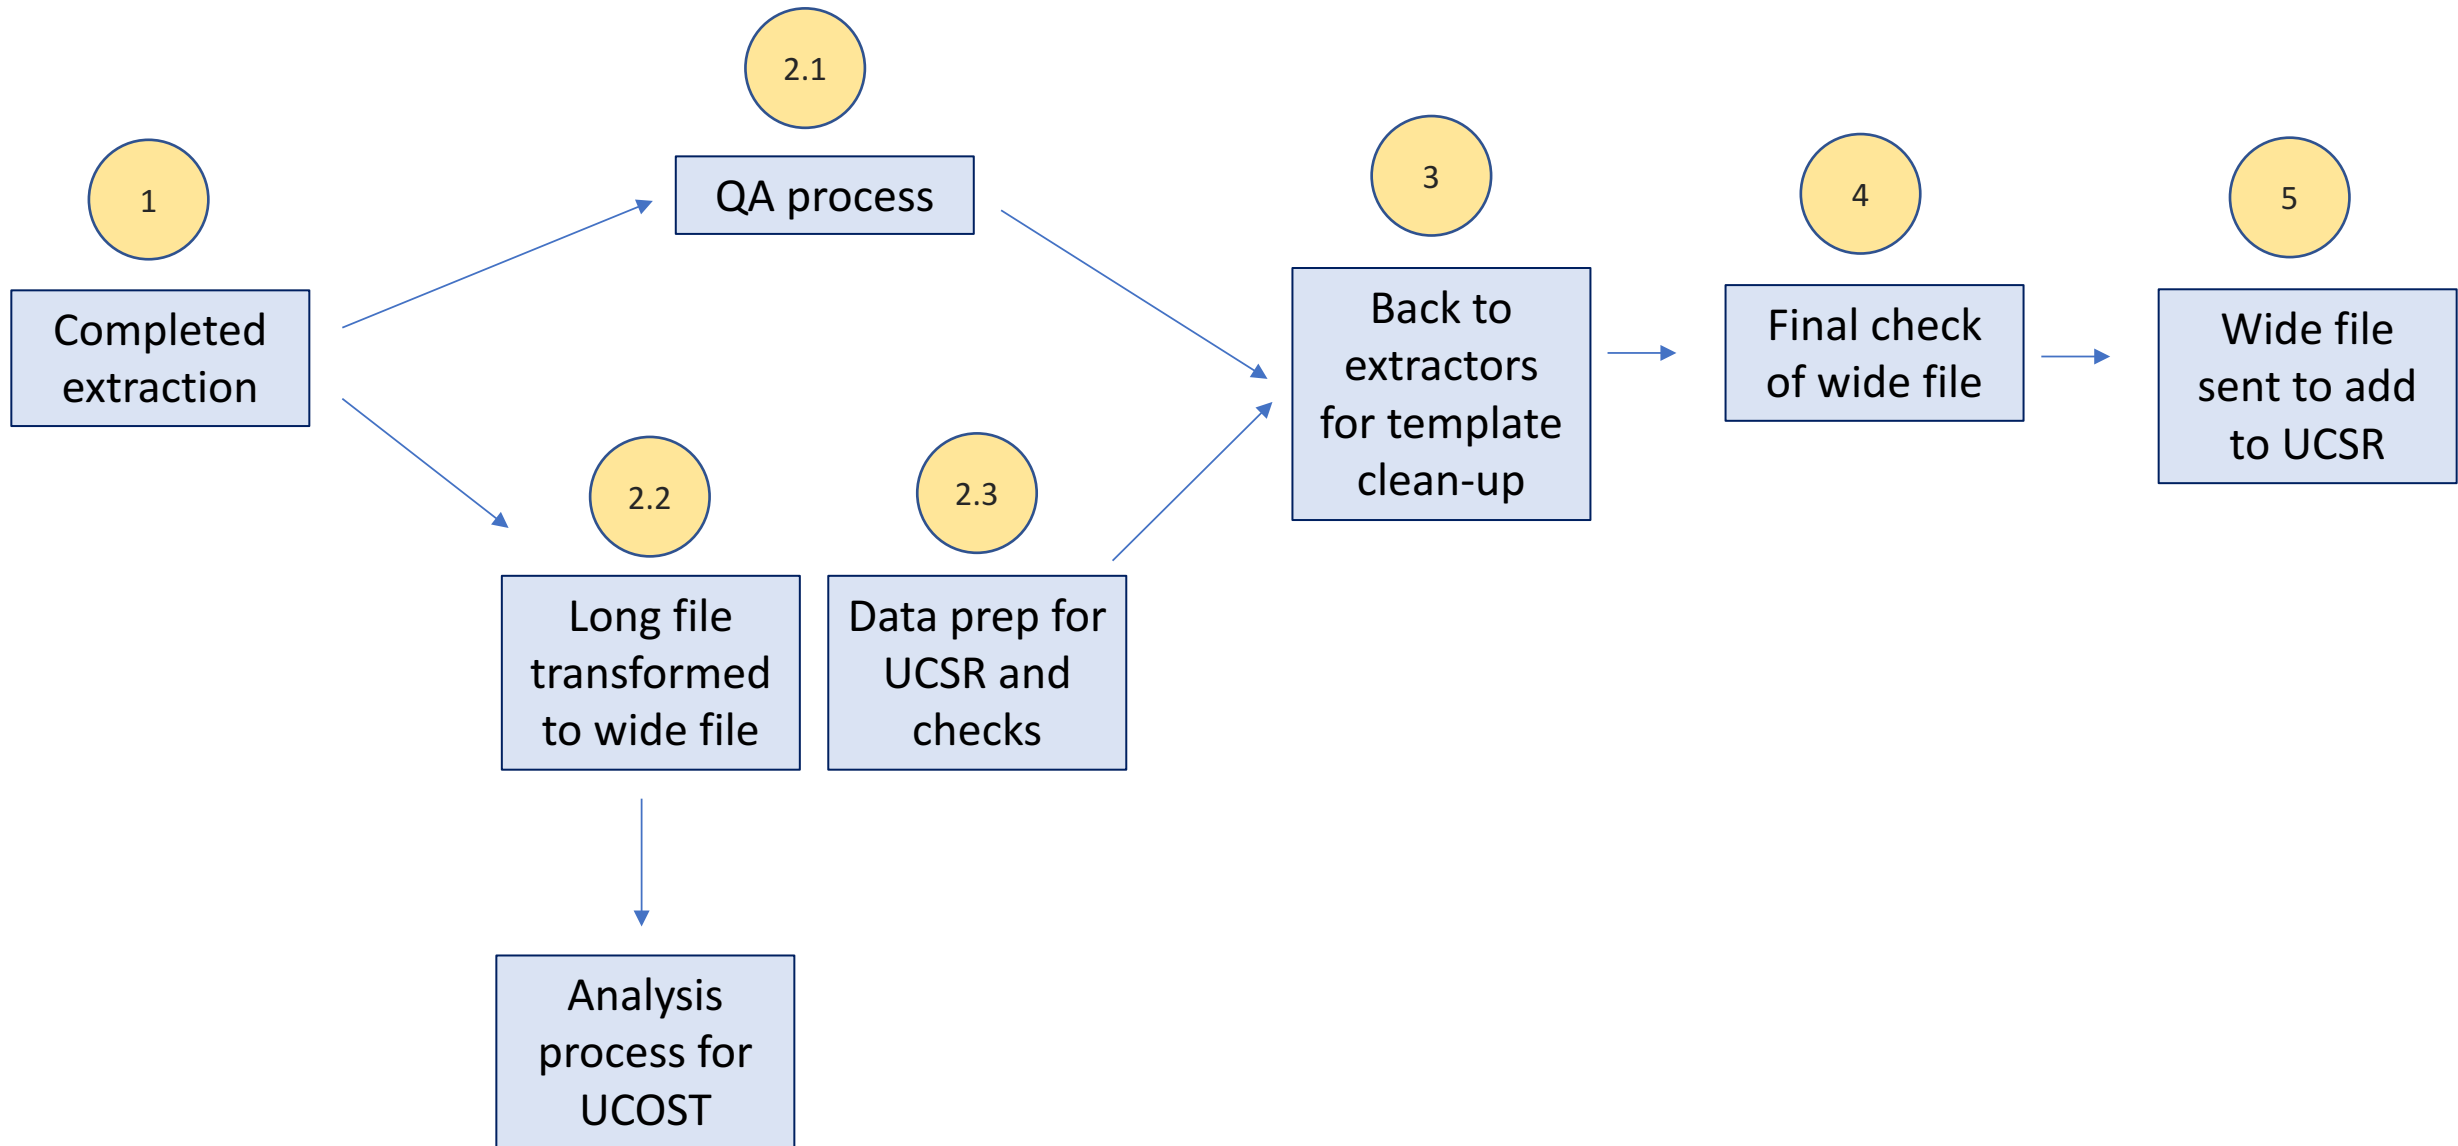 1
Completed
extraction
2.1
QA process
2.2
Long file
transformed
to wide file
2.3
Data prep for
UCSR and
checks
Analysis
process for
UCOST
3
Back to
extractors
for template
clean-up
4
Final check
of wide file
5
Wide file
sent to add
to UCSR